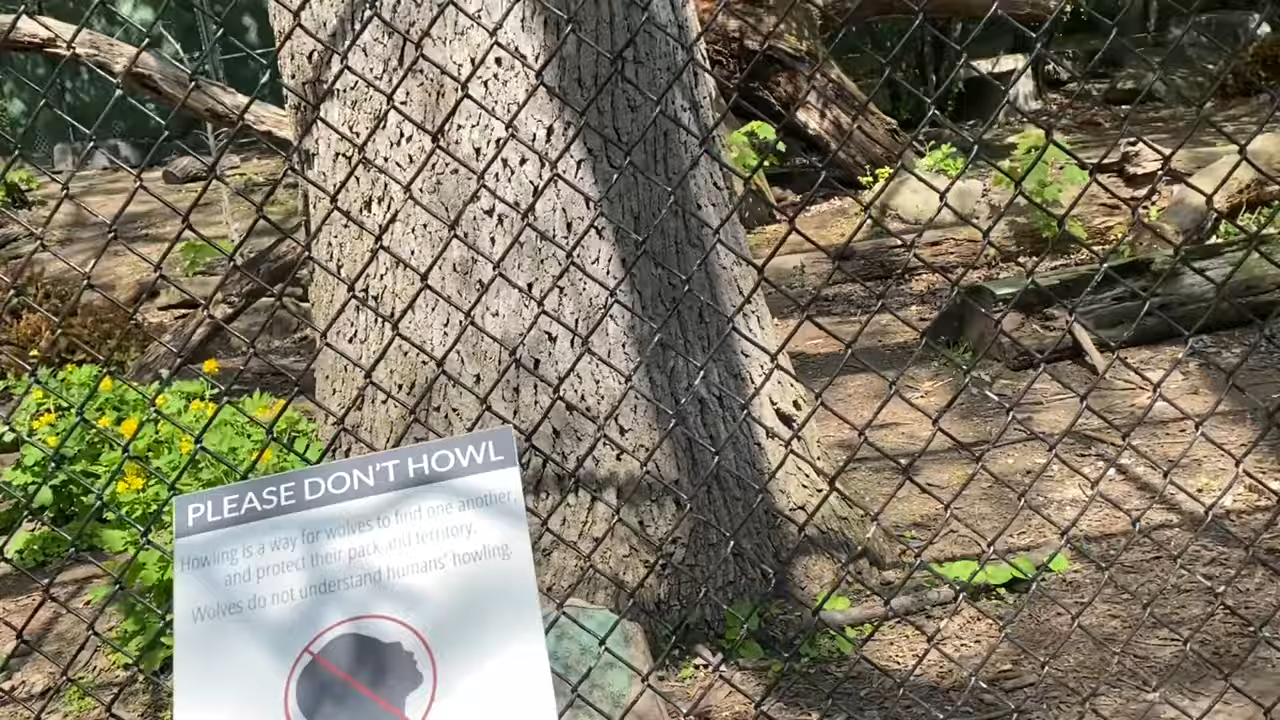 PLEASE DON'T HOWL
Howling is a way for wolves to find one another,
and protect their pack and territory.
Wolves do not understand humans' howling.